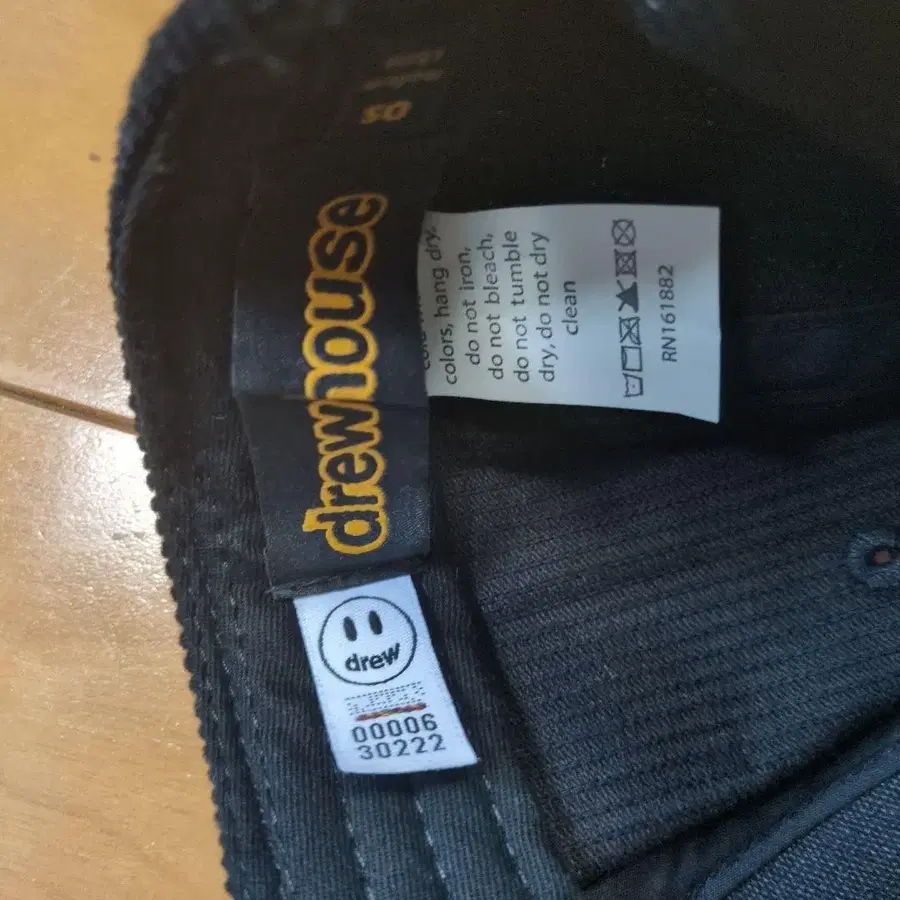 OS
drewhouse
colors, hang dry,
do not iron,
do not bleach,
do not tumble
dry, do not dry
clean
RN161882
drew
00006
30222